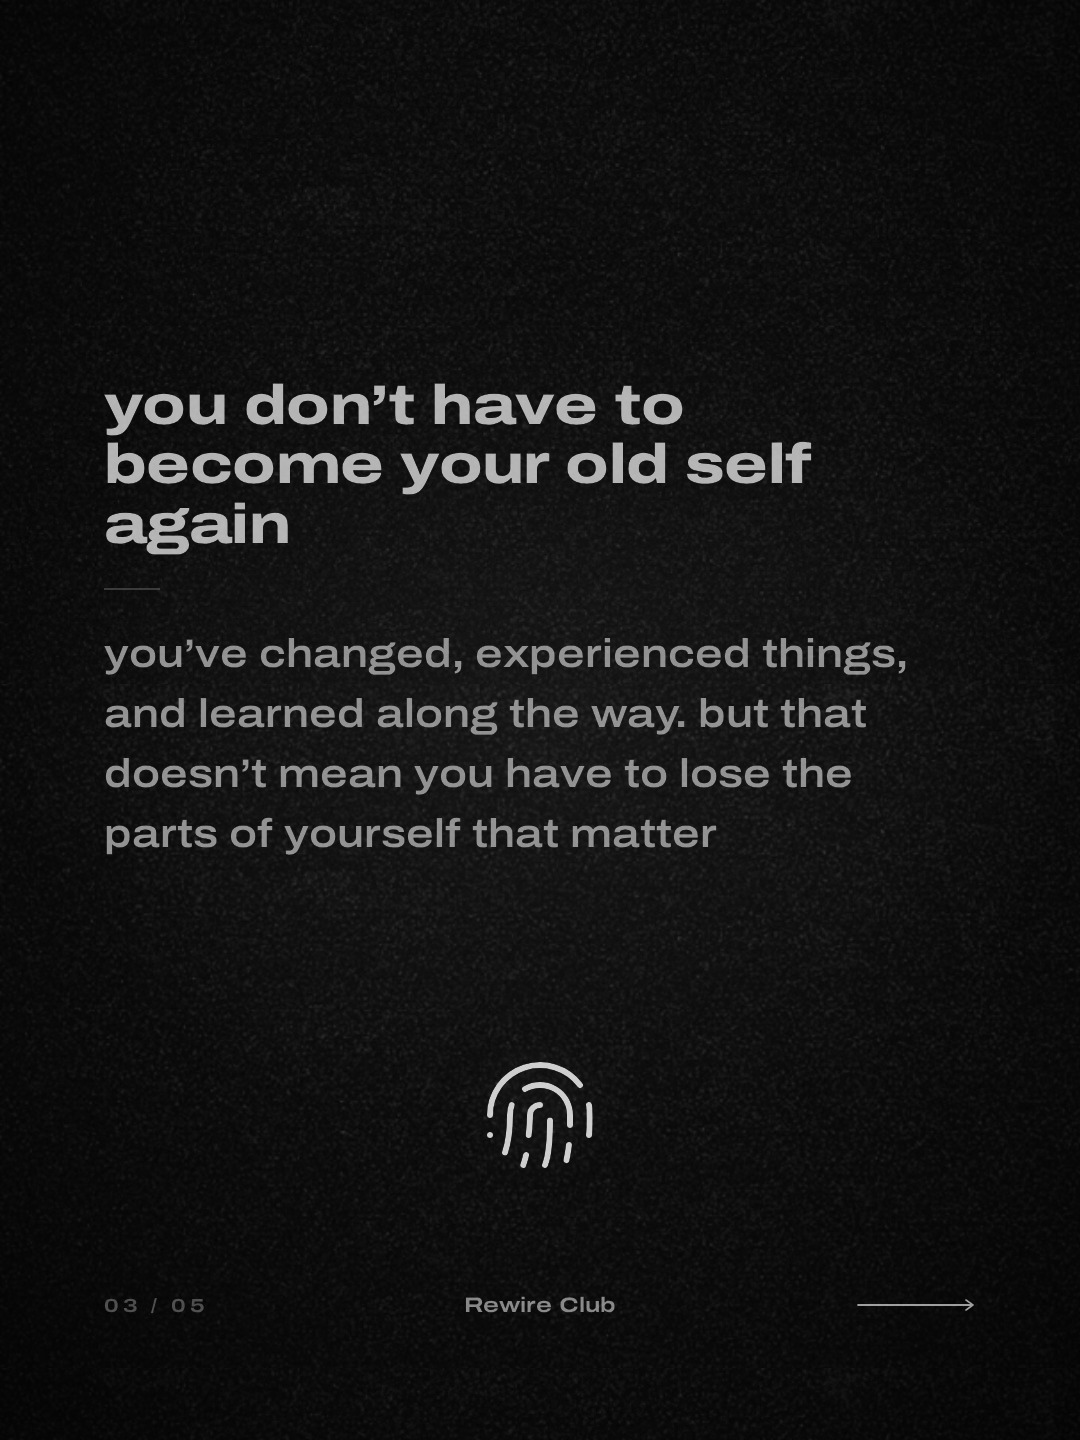 you don’t have to
become your old self
again
you’ve changed, experienced things,
and learned along the way. but that
doesn’t mean you have to lose the
parts of yourself that matter
03 / 05
Rewire Club